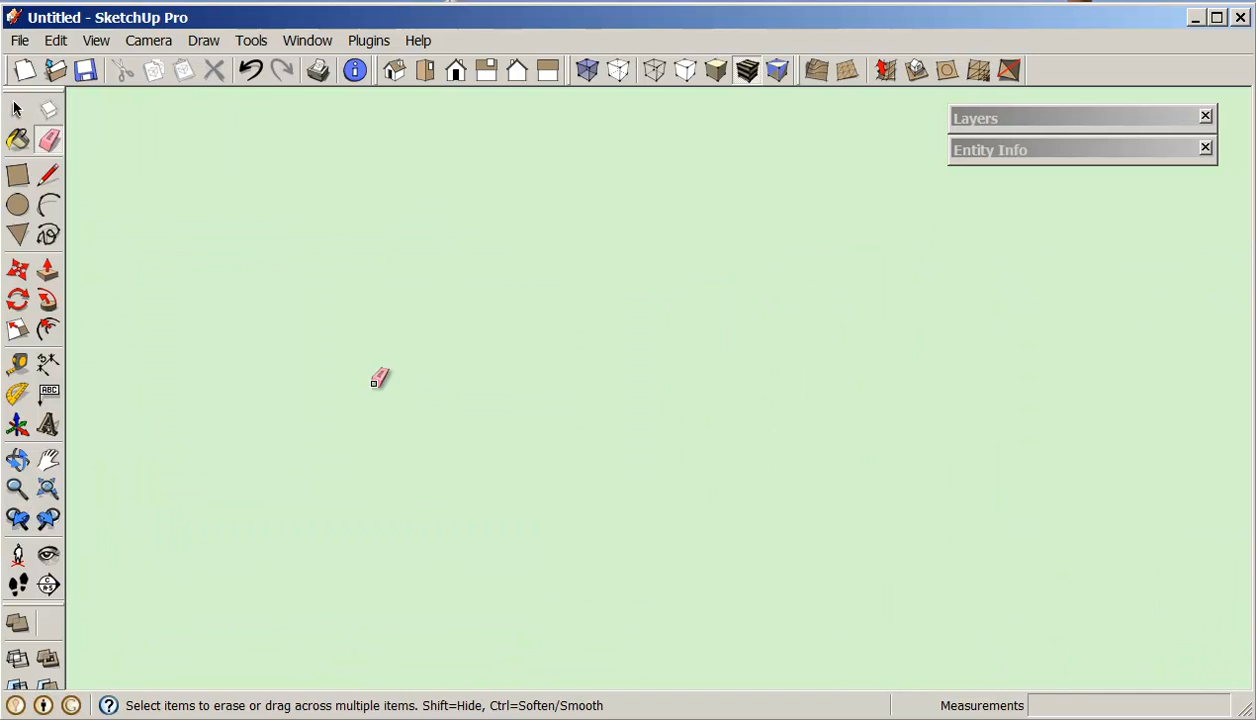 Untitled - SketchUp Pro
File Edit View Camera Draw Tools Window Plugins Help
Layers
Entity Info
ABC
Select items to erase or drag across multiple items. Shift=Hide, Ctrl=Soften/Smooth
Measurements